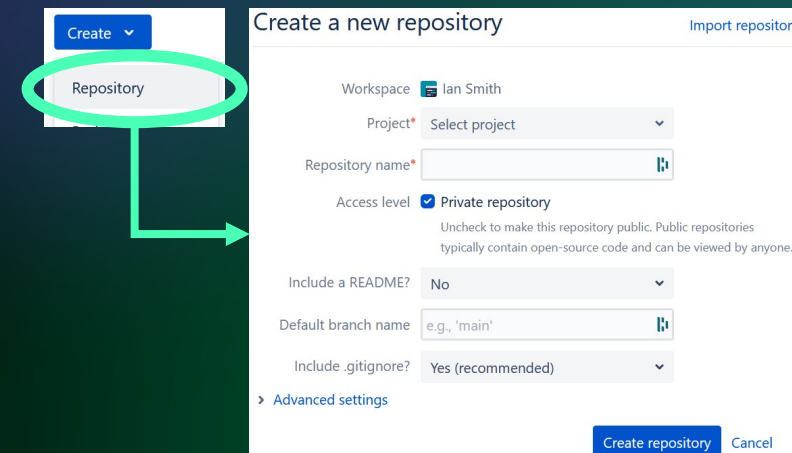 Create
Repository
Create a new repository
Import repositor
Workspace Ian Smith
Project* Select project
Repository name*
Access level Private repository
Uncheck to make this repository public. Public repositories
typically contain open-source code and can be viewed by anyone.
Include a README? No
Default branch name e.g., 'main'
Include .gitignore? Yes (recommended)
Advanced settings
Create repository Cancel